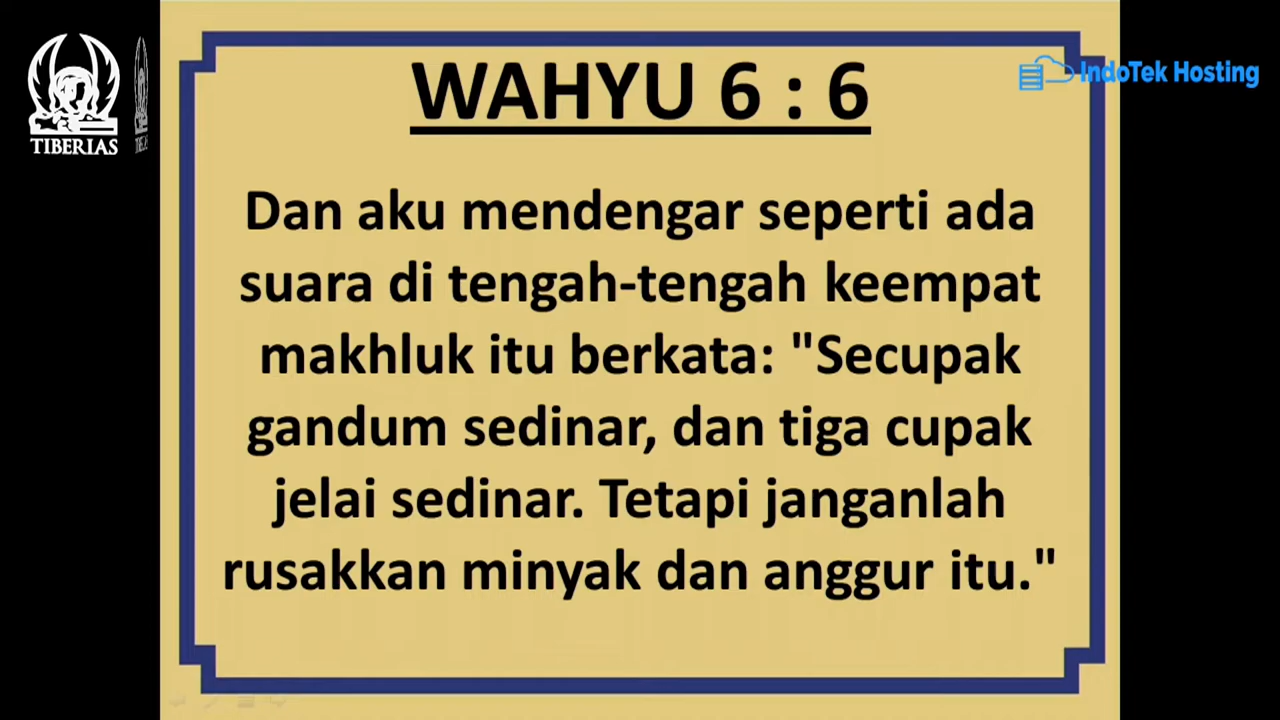 TIBERIAS
IndoTek Hosting
WAHYU 6 : 6
Dan aku mendengar seperti ada
suara di tengah-tengah keempat
makhluk itu berkata: "Secupak
gandum sedinar, dan tiga cupak
jelai sedinar. Tetapi janganlah
rusakkan minyak dan anggur itu."